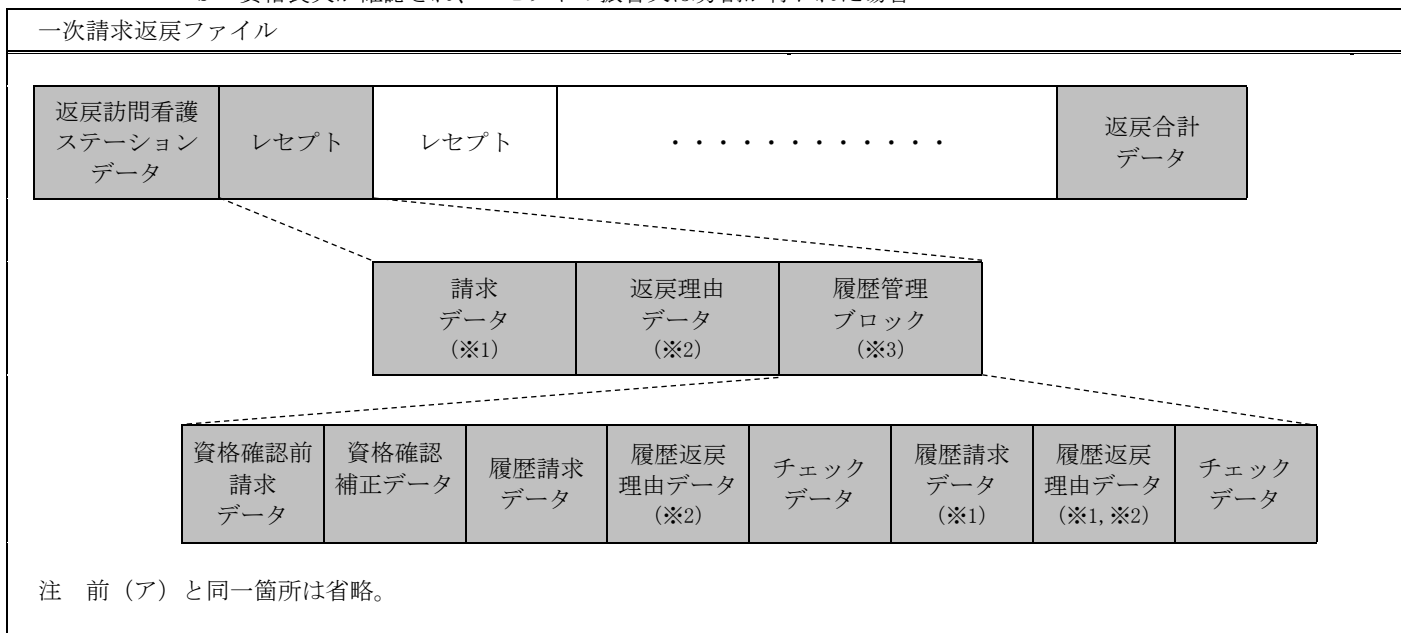 一次請求返戻ファイル
返戻訪問看護
ステーション
データ
レセプト
レセプト
・・・・・・・・・・・・
返戻合計
データ
請求
データ
(※1)
返戻理由
データ
(※2)
履歴管理
ブロック
(※3)
資格確認前
請求
データ
資格確認
補正データ
履歴請求
データ
履歴返戻
理由データ
(※2)
チェック
データ
履歴請求
データ
(※1)
履歴返戻
理由データ
(※1,※2)
チェック
データ
注　前（ア）と同一箇所は省略。